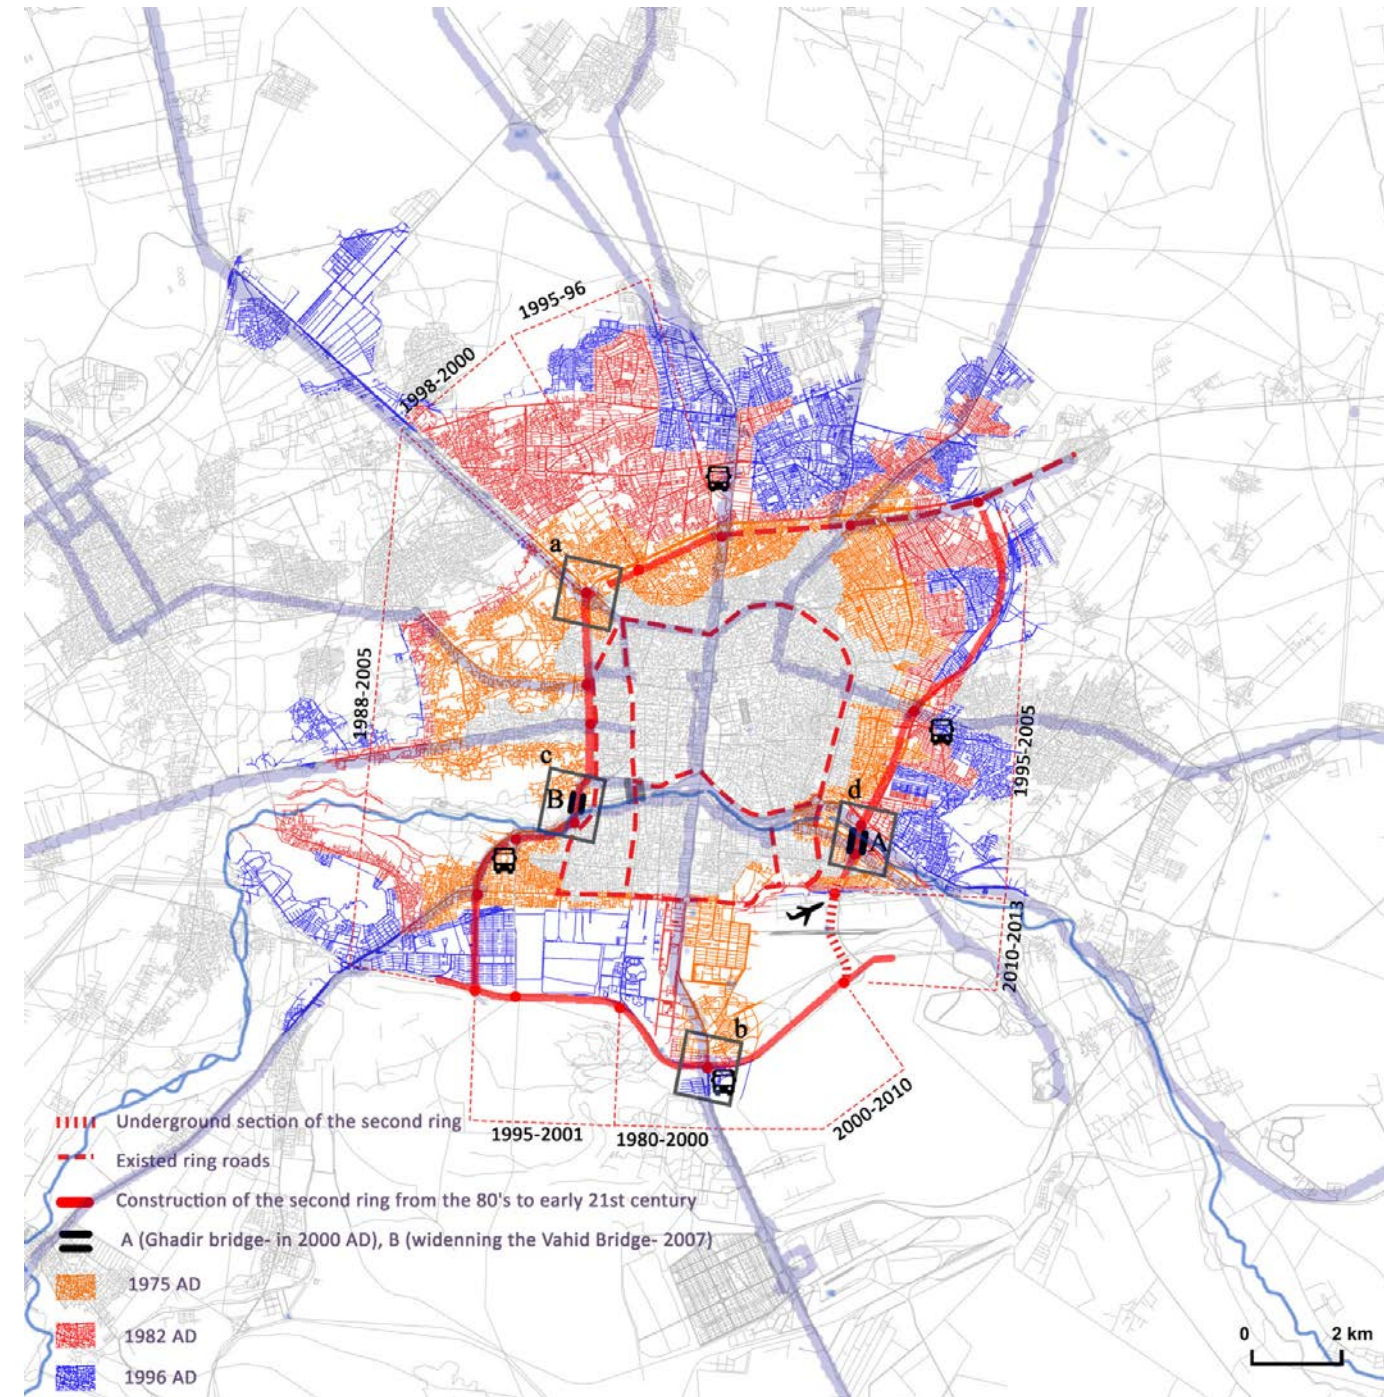 1995-96
1998-2000
a
1988-2005
c
B
d
A
1995-2005
2010-2013
b
2000-2010
1995-2001
1980-2000
Underground section of the second ring
Existed ring roads
Construction of the second ring from the 80's to early 21st century
A (Ghadir bridge- in 2000 AD), B (widenning the Vahid Bridge- 2007)
1975 AD
1982 AD
1996 AD
0 2 km